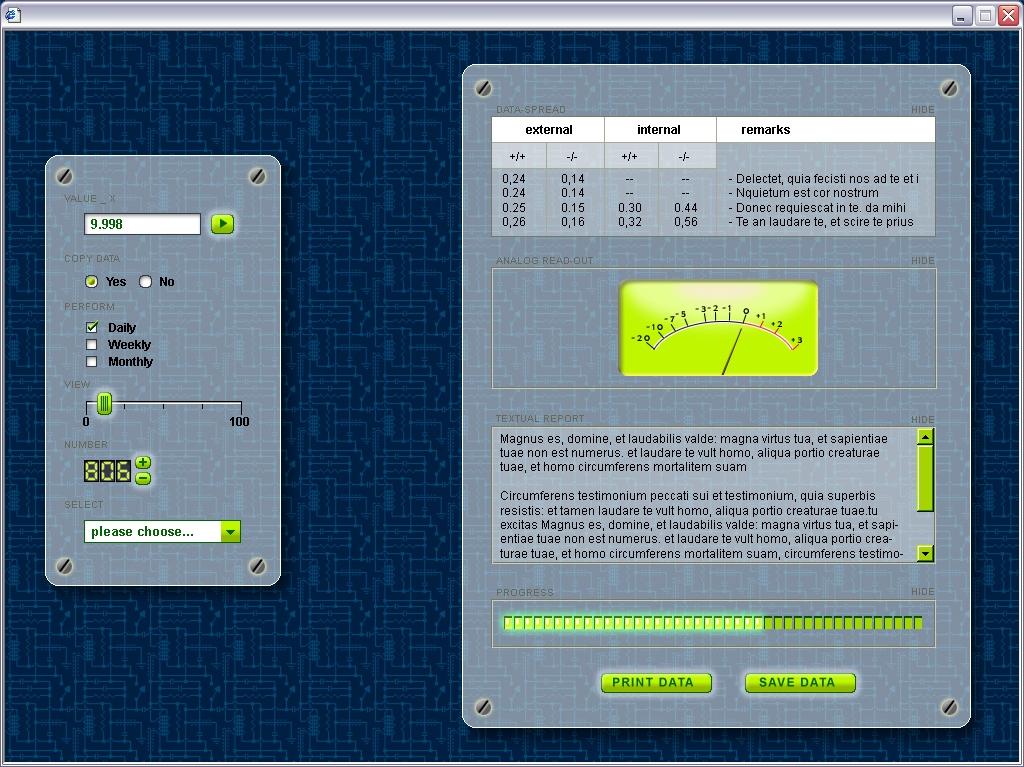 VALUE _ X
9.998
COPY DATA
Yes No
PERFORM
Daily
Weekly
Monthly
VIEW
0 100
NUMBER
806
SELECT
please choose...
DATA-SPREAD HIDE
external internal remarks
+/+ -/- +/+ -/-
0,24 0,14 -- -- - Delectet, quia fecisti nos ad te et i
0.24 0.14 -- -- - Nquietum est cor nostrum
0.25 0.15 0.30 0.44 - Donec requiescat in te. da mihi
0,26 0,16 0,32 0,56 - Te an laudare te, et scire te prius
ANALOG READ-OUT HIDE
-20 -10 -7 -5 -3 -2 -1 0 +1 +2 +3
TEXTUAL REPORT HIDE
Magnus es, domine, et laudabilis valde: magna virtus tua, et sapientiae
tuae non est numerus. et laudare te vult homo, aliqua portio creaturae
tuae, et homo circumferens mortalitem suam
Circumferens testimonium peccati sui et testimonium, quia superbis
resistis: et tamen laudare te vult homo, aliqua portio creaturae tuae.tu
excitas Magnus es, domine, et laudabilis valde: magna virtus tua, et sapi-
entiae tuae non est numerus. et laudare te vult homo, aliqua portio crea-
turae tuae, et homo circumferens mortalitem suam, circumferens testimo-
PROGRESS HIDE
PRINT DATA SAVE DATA